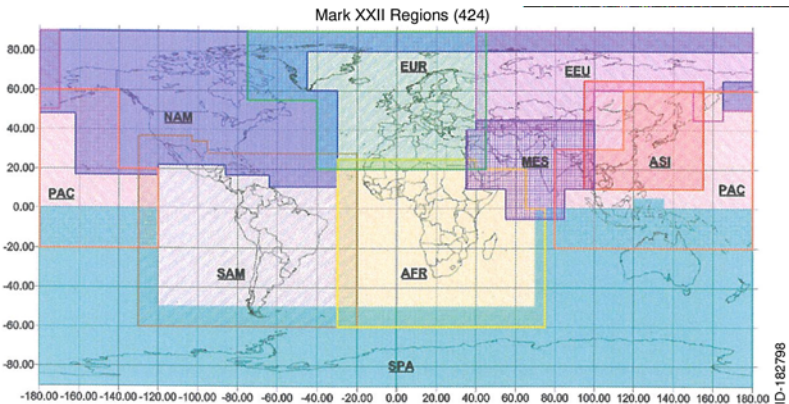 Mark XXII Regions (424)
80.00
60.00
40.00
20.00
0.00
-20.00
-40.00
-60.00
-80.00
EUR
EEU
NAM
MES
ASI
PAC
PAC
SAM
AFR
SPA
-180.00 -160.00 -140.00 -120.00 -100.00 -80.00 -60.00 -40.00 -20.00 0.00 20.00 40.00 60.00 80.00 100.00 120.00 140.00 160.00 180.00
ID-182798